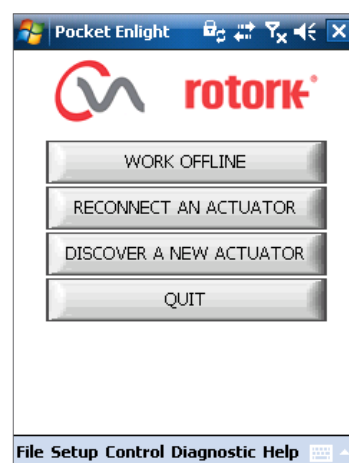 Pocket Enlight
rotork
WORK OFFLINE
RECONNECT AN ACTUATOR
DISCOVER A NEW ACTUATOR
QUIT
File Setup Control Diagnostic Help